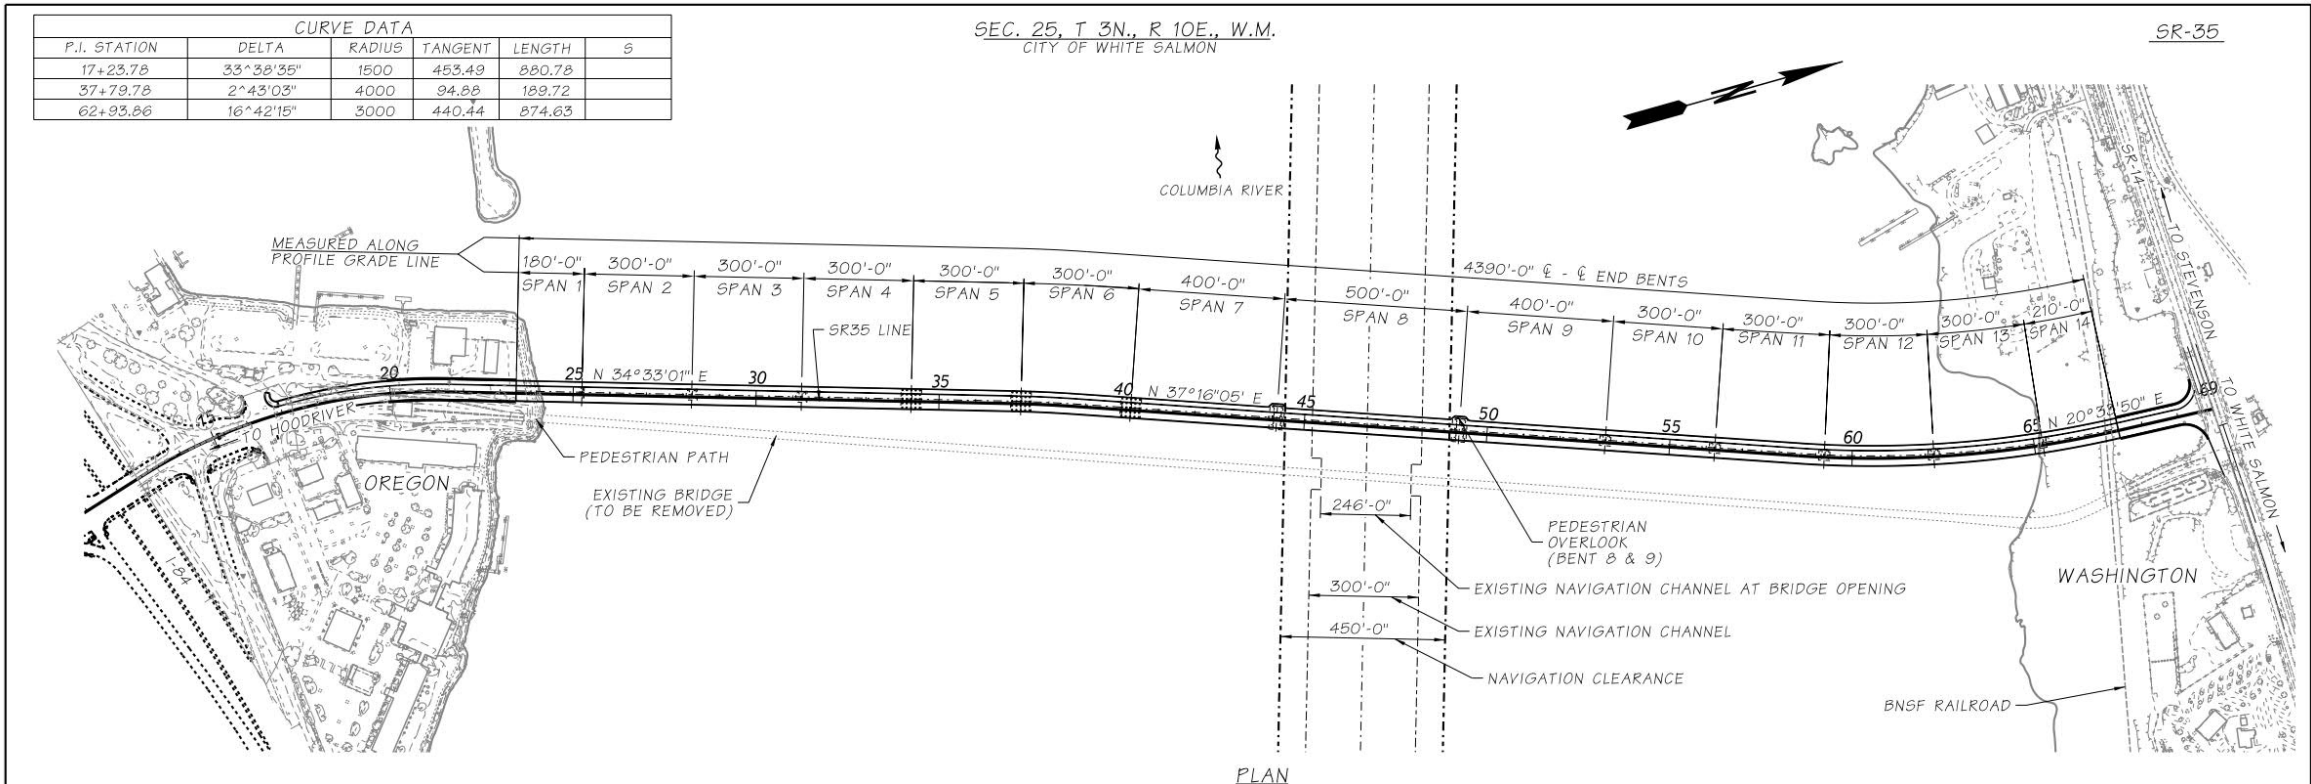 CURVE DATA
P.I. STATION DELTA RADIUS TANGENT LENGTH S
17+23.78 33^38'35" 1500 453.49 880.78
37+79.78 2^43'03" 4000 94.88 189.72
62+93.86 16^42'15" 3000 440.44 874.63
SEC. 25, T 3N., R 10E., W.M.
CITY OF WHITE SALMON
SR-35
N
COLUMBIA RIVER
MEASURED ALONG
PROFILE GRADE LINE
4390'-0" ℄ - ℄ END BENTS
180'-0"
SPAN 1
300'-0"
SPAN 2
300'-0"
SPAN 3
300'-0"
SPAN 4
300'-0"
SPAN 5
300'-0"
SPAN 6
400'-0"
SPAN 7
500'-0"
SPAN 8
400'-0"
SPAN 9
300'-0"
SPAN 10
300'-0"
SPAN 11
300'-0"
SPAN 12
300'-0"
SPAN 13
210'-0"
SPAN 14
SR35 LINE
15
20
25
N 34°33'01" E
30
35
40
N 37°16'05' E
45
50
55
60
65
69
TO HOODRIVER
PEDESTRIAN PATH
OREGON
EXISTING BRIDGE
(TO BE REMOVED)
I-84
246'-0"
PEDESTRIAN
OVERLOOK
(BENT 8 & 9)
EXISTING NAVIGATION CHANNEL AT BRIDGE OPENING
300'-0"
EXISTING NAVIGATION CHANNEL
450'-0"
NAVIGATION CLEARANCE
SR-14
TO STEVENSON
TO WHITE SALMON
WASHINGTON
BNSF RAILROAD
PLAN